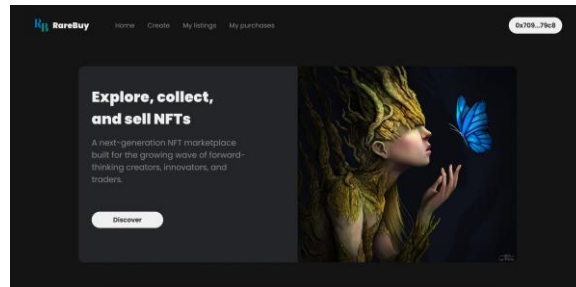 RB RareBuy
Home Create My listings My purchases
0x709...79c8
Explore, collect,
and sell NFTs
A next-generation NFT marketplace
built for the growing wave of forward-
thinking creators, innovators, and
traders.
Discover